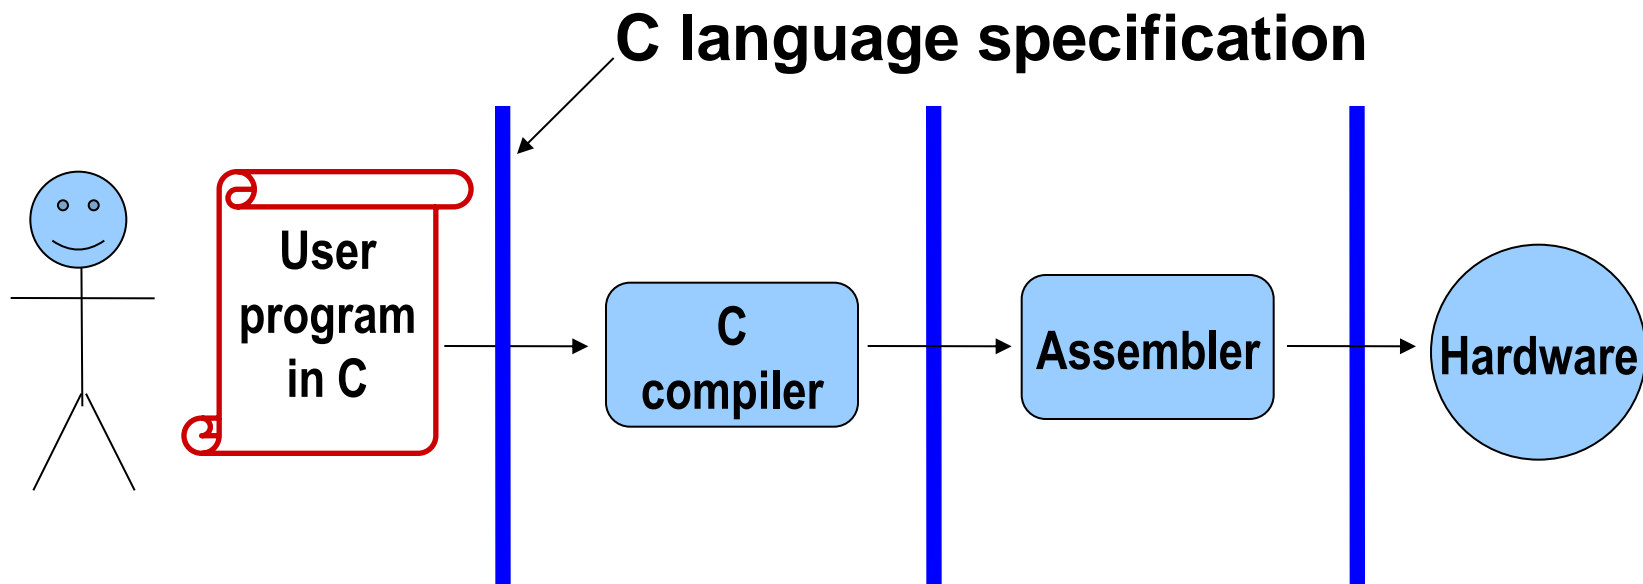 C language specification
User
program
in C
C
compiler
Assembler
Hardware